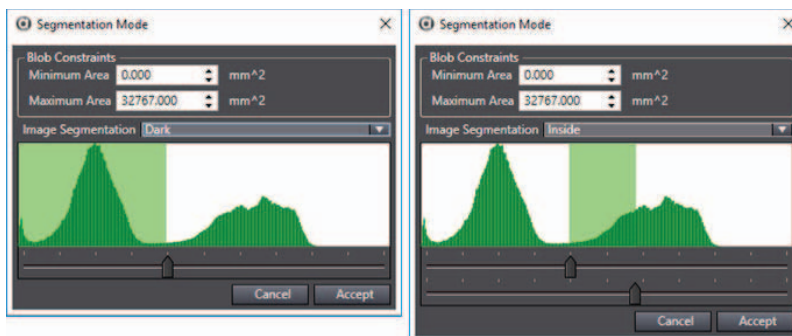 Segmentation Mode
Blob Constraints
Minimum Area 0.000 mm^2
Maximum Area 32767.000 mm^2
Image Segmentation Dark
Cancel Accept
Segmentation Mode
Blob Constraints
Minimum Area 0.000 mm^2
Maximum Area 32767.000 mm^2
Image Segmentation Inside
Cancel Accept